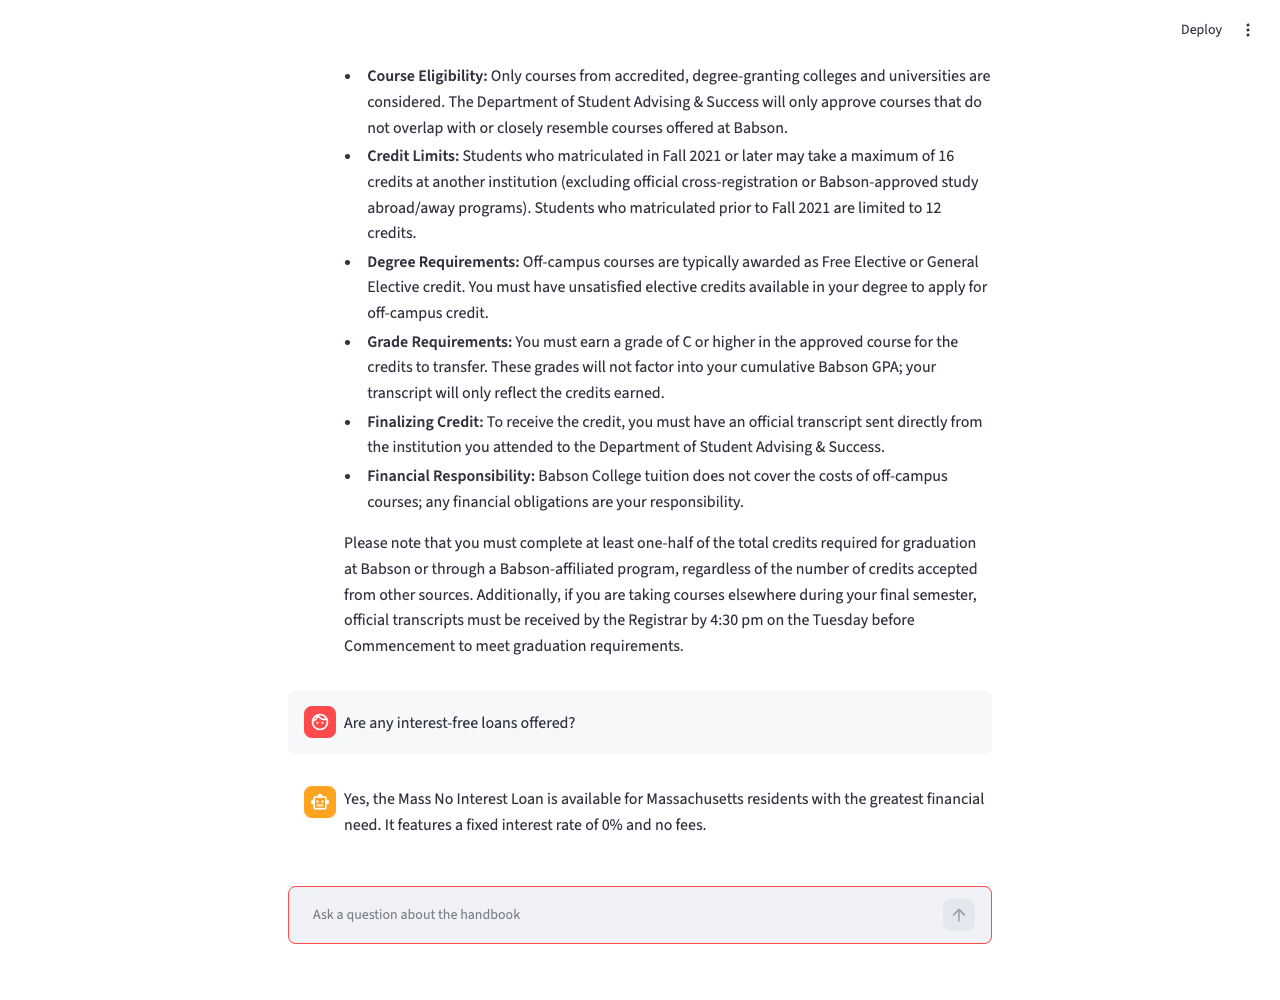 Deploy
Course Eligibility: Only courses from accredited, degree-granting colleges and universities are
considered. The Department of Student Advising & Success will only approve courses that do
not overlap with or closely resemble courses offered at Babson.
Credit Limits: Students who matriculated in Fall 2021 or later may take a maximum of 16
credits at another institution (excluding official cross-registration or Babson-approved study
abroad/away programs). Students who matriculated prior to Fall 2021 are limited to 12
credits.
Degree Requirements: Off-campus courses are typically awarded as Free Elective or General
Elective credit. You must have unsatisfied elective credits available in your degree to apply for
off-campus credit.
Grade Requirements: You must earn a grade of C or higher in the approved course for the
credits to transfer. These grades will not factor into your cumulative Babson GPA; your
transcript will only reflect the credits earned.
Finalizing Credit: To receive the credit, you must have an official transcript sent directly from
the institution you attended to the Department of Student Advising & Success.
Financial Responsibility: Babson College tuition does not cover the costs of off-campus
courses; any financial obligations are your responsibility.
Please note that you must complete at least one-half of the total credits required for graduation
at Babson or through a Babson-affiliated program, regardless of the number of credits accepted
from other sources. Additionally, if you are taking courses elsewhere during your final semester,
official transcripts must be received by the Registrar by 4:30 pm on the Tuesday before
Commencement to meet graduation requirements.
Are any interest-free loans offered?
Yes, the Mass No Interest Loan is available for Massachusetts residents with the greatest financial
need. It features a fixed interest rate of 0% and no fees.
Ask a question about the handbook